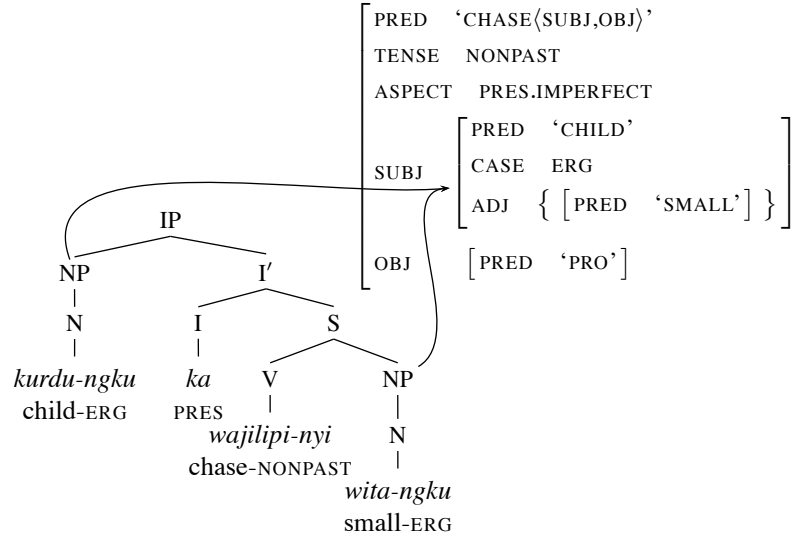 PRED ‘CHASE⟨SUBJ,OBJ⟩’
TENSE NONPAST
ASPECT PRES.IMPERFECT
SUBJ
PRED ‘CHILD’
CASE ERG
ADJ { [PRED ‘SMALL’] }
OBJ [PRED ‘PRO’]
IP
NP I′
N I S
kurdu-ngku ka V NP
child-ERG PRES
wajilipi-nyi N
chase-NONPAST
wita-ngku
small-ERG